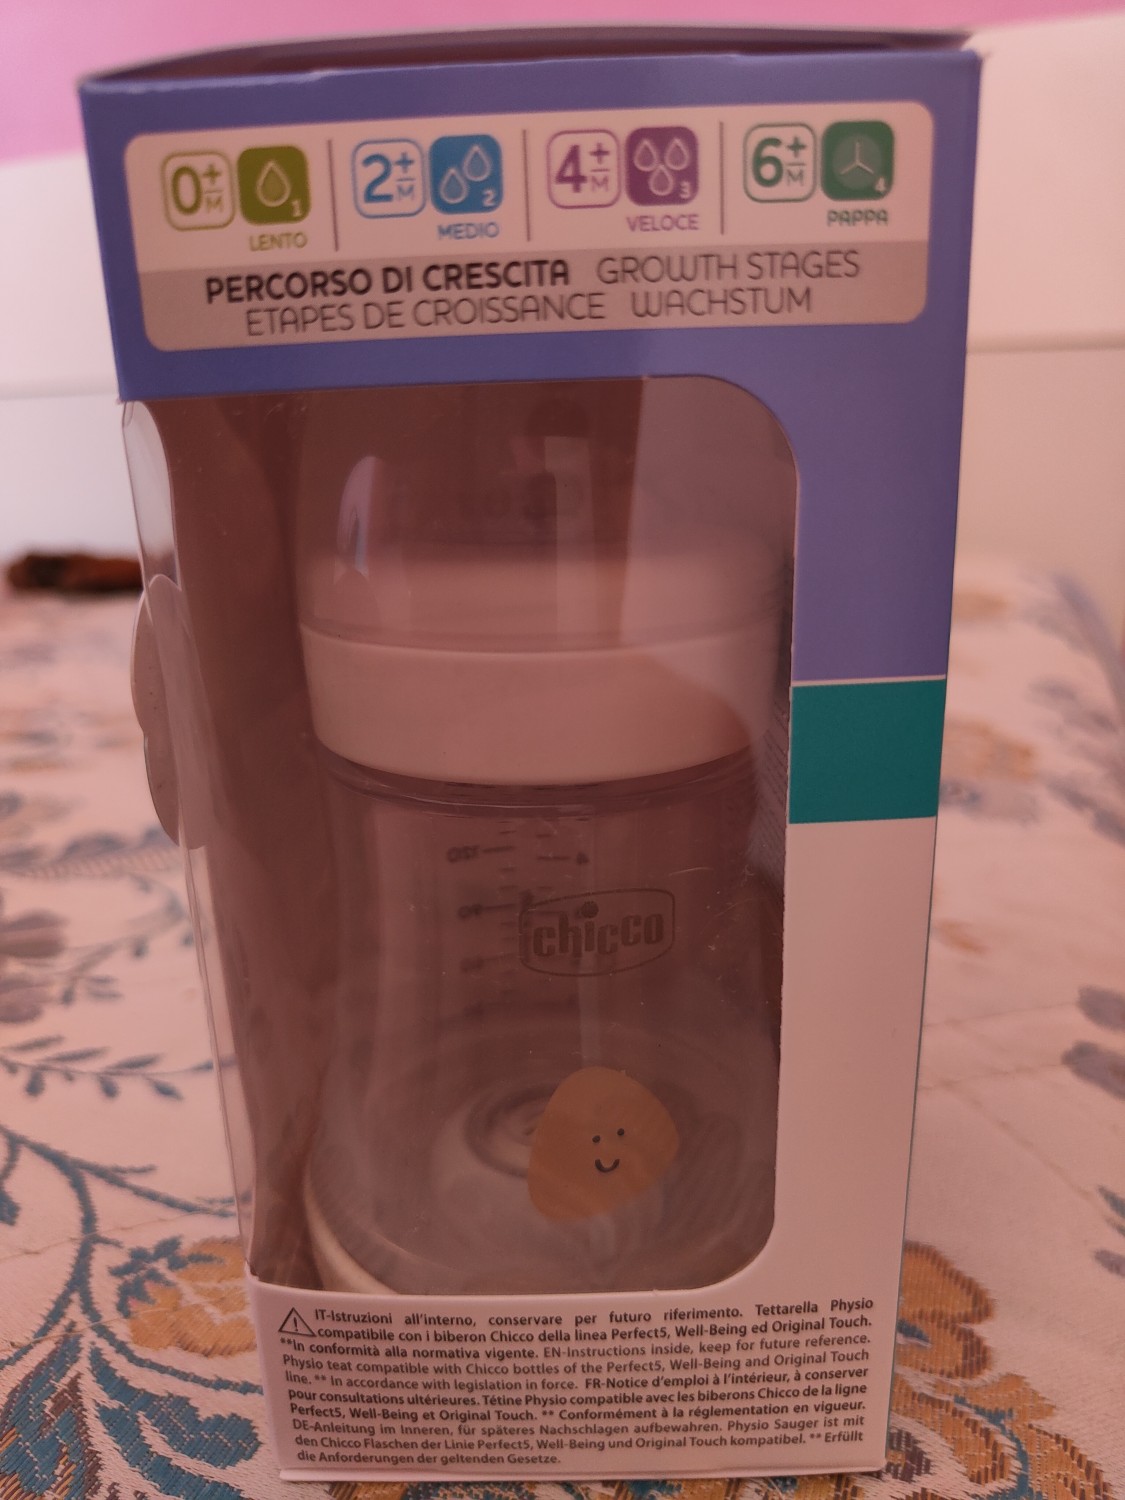 0+M 1 2+M 2 4+M 3 6+M 4
LENTO MEDIO VELOCE PAPPA
PERCORSO DI CRESCITA GROWTH STAGES
ETAPES DE CROISSANCE WACHSTUM
chicco
IT-Istruzioni all'interno, conservare per futuro riferimento. Tettarella Physio
compatibile con i biberon Chicco della linea Perfect5, Well-Being ed Original Touch.
**In conformità alla normativa vigente. EN-Instructions inside, keep for future reference.
Physio teat compatible with Chicco bottles of the Perfect5, Well-Being and Original Touch
line. ** In accordance with legislation in force. FR-Notice d'emploi à l'intérieur, à conserver
pour consultations ultérieures. Tétine Physio compatible avec les biberons Chicco de la ligne
Perfect5, Well-Being et Original Touch. ** Conformément à la réglementation en vigueur.
DE-Anleitung im Inneren, für späteres Nachschlagen aufbewahren. Physio Sauger ist mit
den Chicco Flaschen der Linie Perfect5, Well-Being und Original Touch kompatibel. ** Erfüllt
die Anforderungen der geltenden Gesetze.